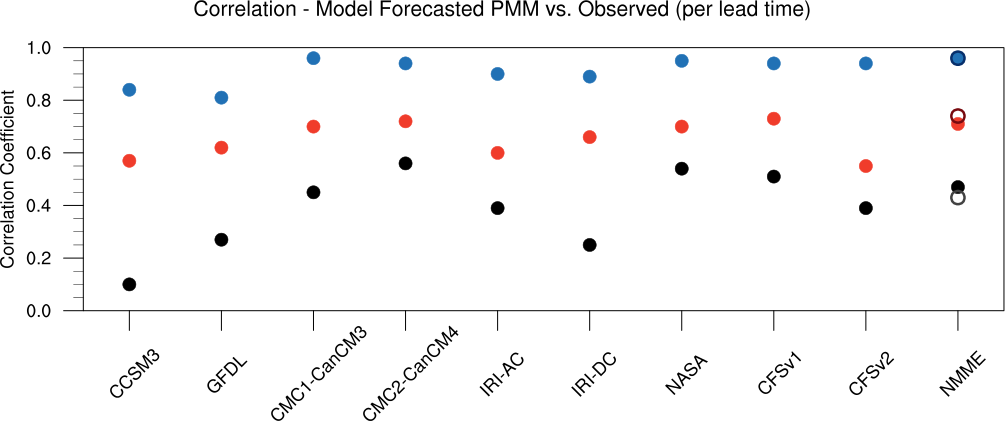 Correlation - Model Forecasted PMM vs. Observed (per lead time)
Correlation Coefficient
1.0
0.8
0.6
0.4
0.2
0.0
CCSM3
GFDL
CMC1-CanCM3
CMC2-CanCM4
IRI-AC
IRI-DC
NASA
CFSv1
CFSv2
NMME